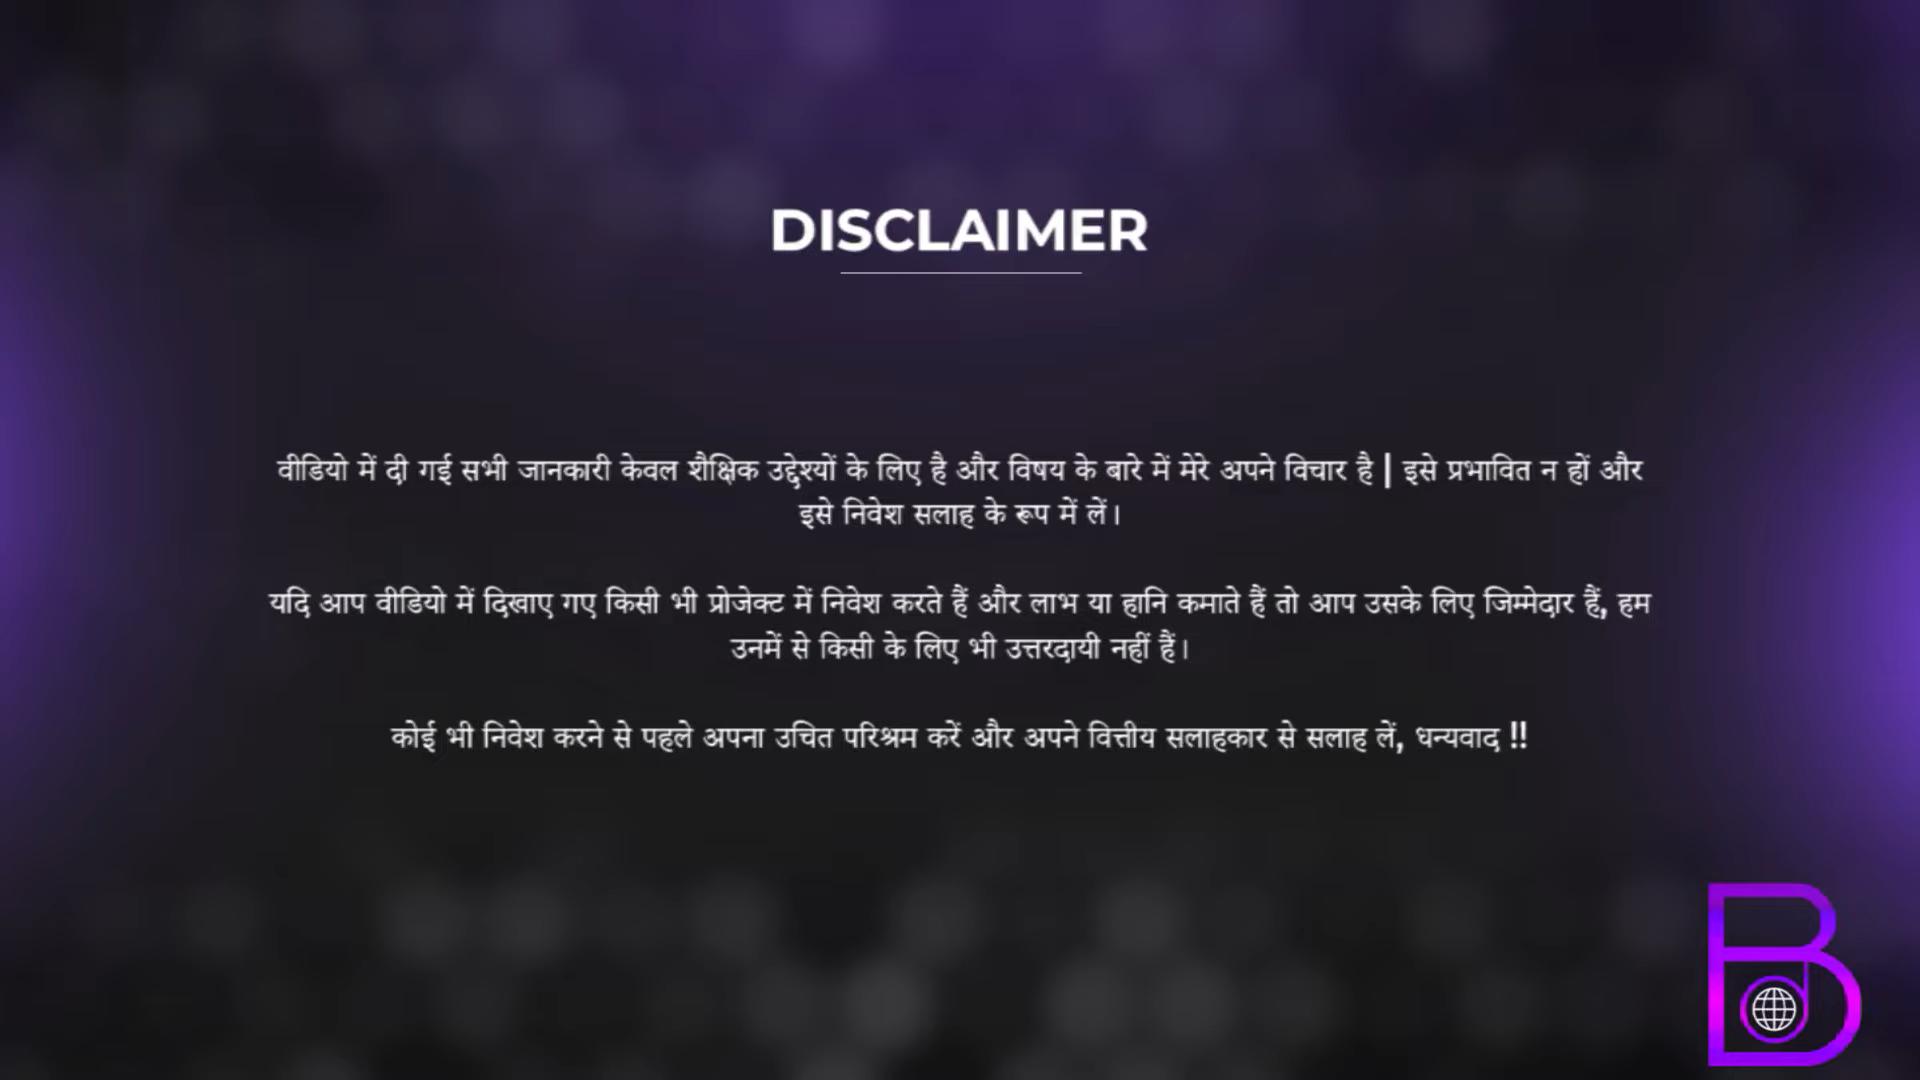 DISCLAIMER
वीडियो में दी गई सभी जानकारी केवल शैक्षिक उद्देश्यों के लिए है और विषय के बारे में मेरे अपने विचार है | इसे प्रभावित न हों और
इसे निवेश सलाह के रूप में लें।
यदि आप वीडियो में दिखाए गए किसी भी प्रोजेक्ट में निवेश करते हैं और लाभ या हानि कमाते हैं तो आप उसके लिए जिम्मेदार हैं, हम
उनमें से किसी के लिए भी उत्तरदायी नहीं हैं।
कोई भी निवेश करने से पहले अपना उचित परिश्रम करें और अपने वित्तीय सलाहकार से सलाह लें, धन्यवाद !!